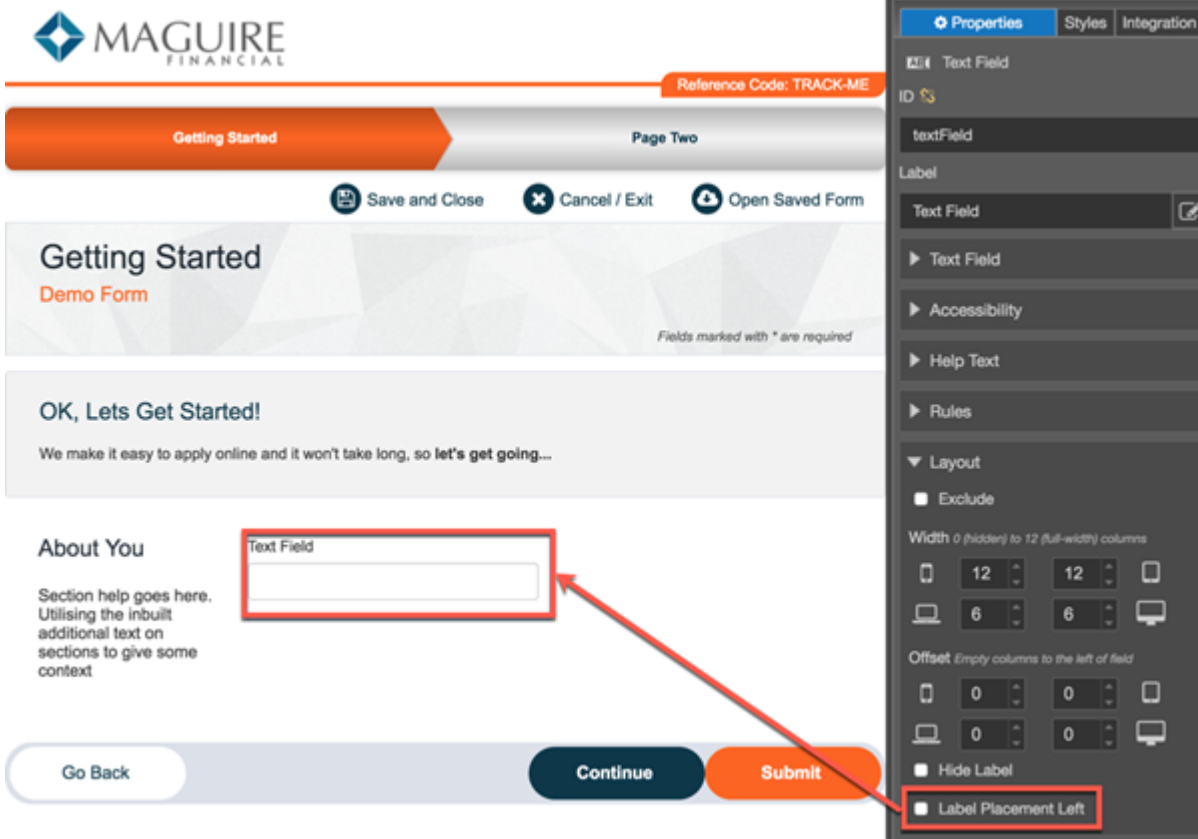 MAGUIRE
FINANCIAL
Reference Code: TRACK-ME
Getting Started
Page Two
Save and Close
Cancel / Exit
Open Saved Form
Getting Started
Demo Form
Fields marked with * are required
OK, Lets Get Started!
We make it easy to apply online and it won't take long, so let's get going...
About You
Section help goes here.
Utilising the inbuilt
additional text on
sections to give some
context
Text Field
Go Back
Continue
Submit
Properties
Styles
Integration
Text Field
ID
textField
Label
Text Field
Text Field
Accessibility
Help Text
Rules
Layout
Exclude
Width 0 (hidden) to 12 (full-width) columns
12 12
6 6
Offset Empty columns to the left of field
0 0
0 0
Hide Label
Label Placement Left